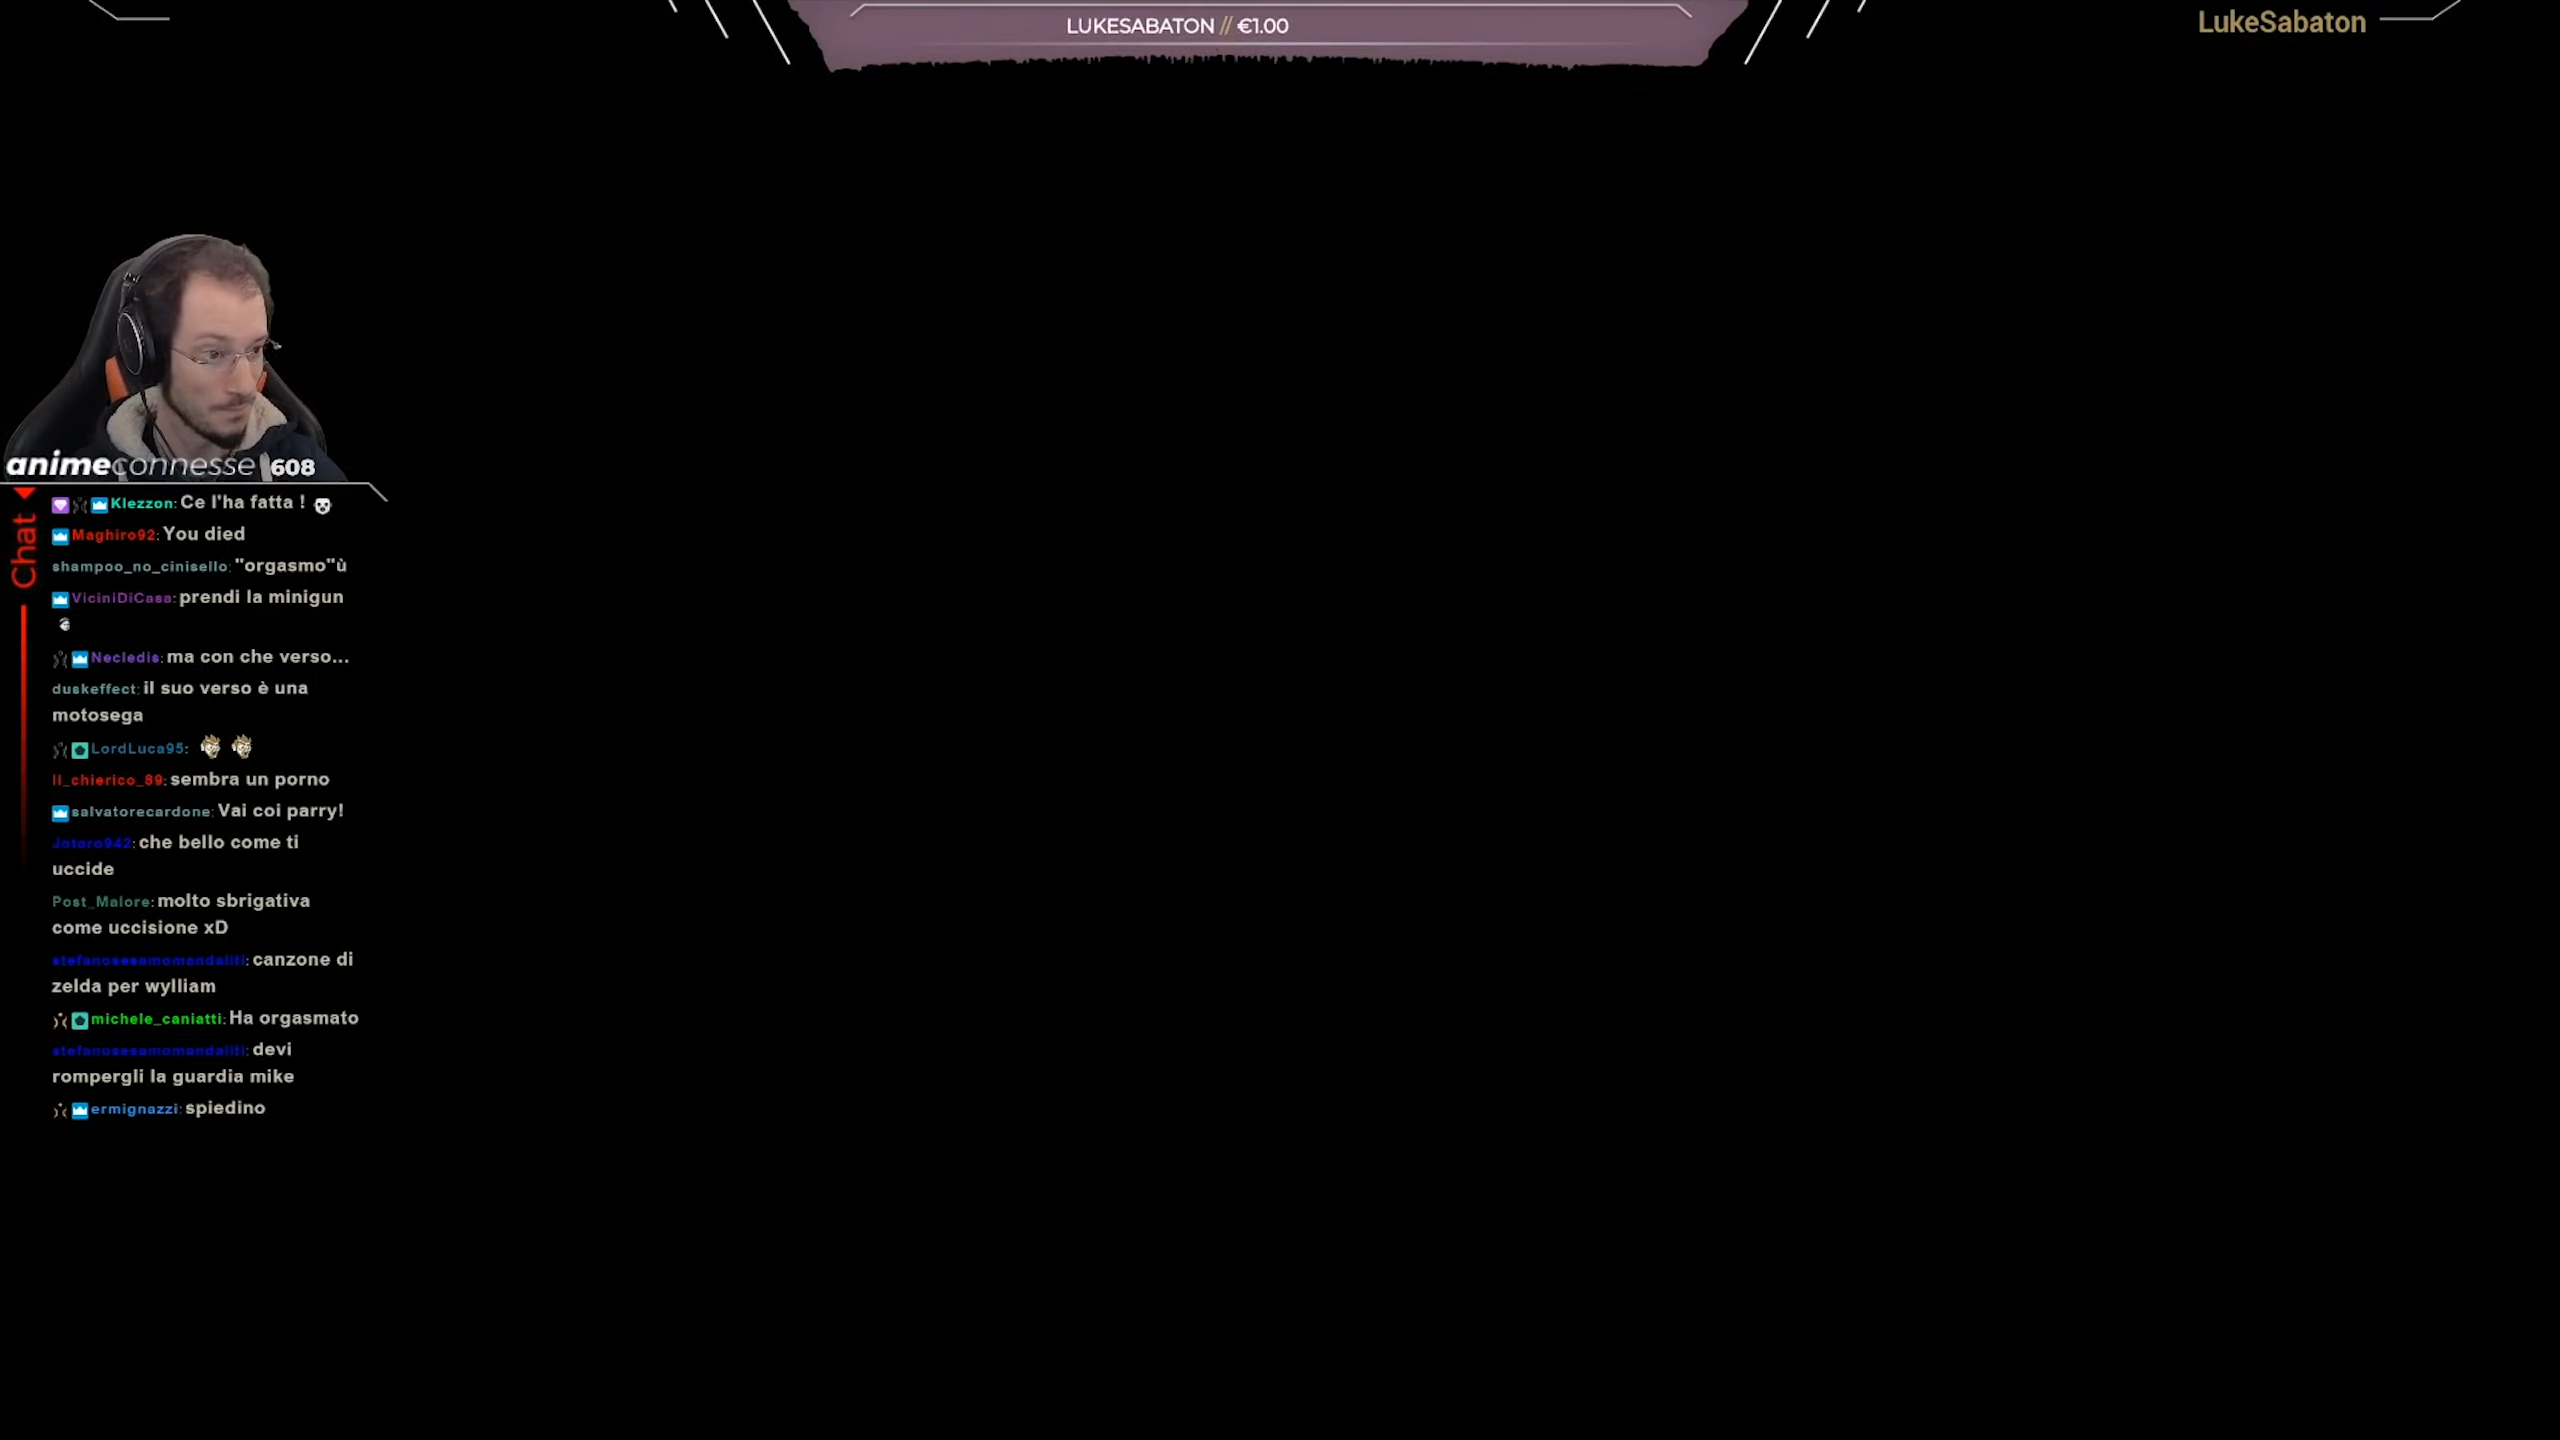 LUKESABATON // €1.00
LukeSabaton
animeconnesse 608
Chat
Klezzon: Ce l'ha fatta !
Maghiro92: You died
shampoo_no_cinisello: "orgasmo"ù
ViciniDiCasa: prendi la minigun
Necledis: ma con che verso...
duskeffect: il suo verso è una
motosega
LordLuca95:
Il_chierico_89: sembra un porno
salvatorecardone: Vai coi parry!
Jotaro942: che bello come ti
uccide
Post_Malore: molto sbrigativa
come uccisione xD
stefanosesamomandaliti: canzone di
zelda per wylliam
michele_caniatti: Ha orgasmato
stefanosesamomandaliti: devi
rompergli la guardia mike
ermignazzi: spiedino